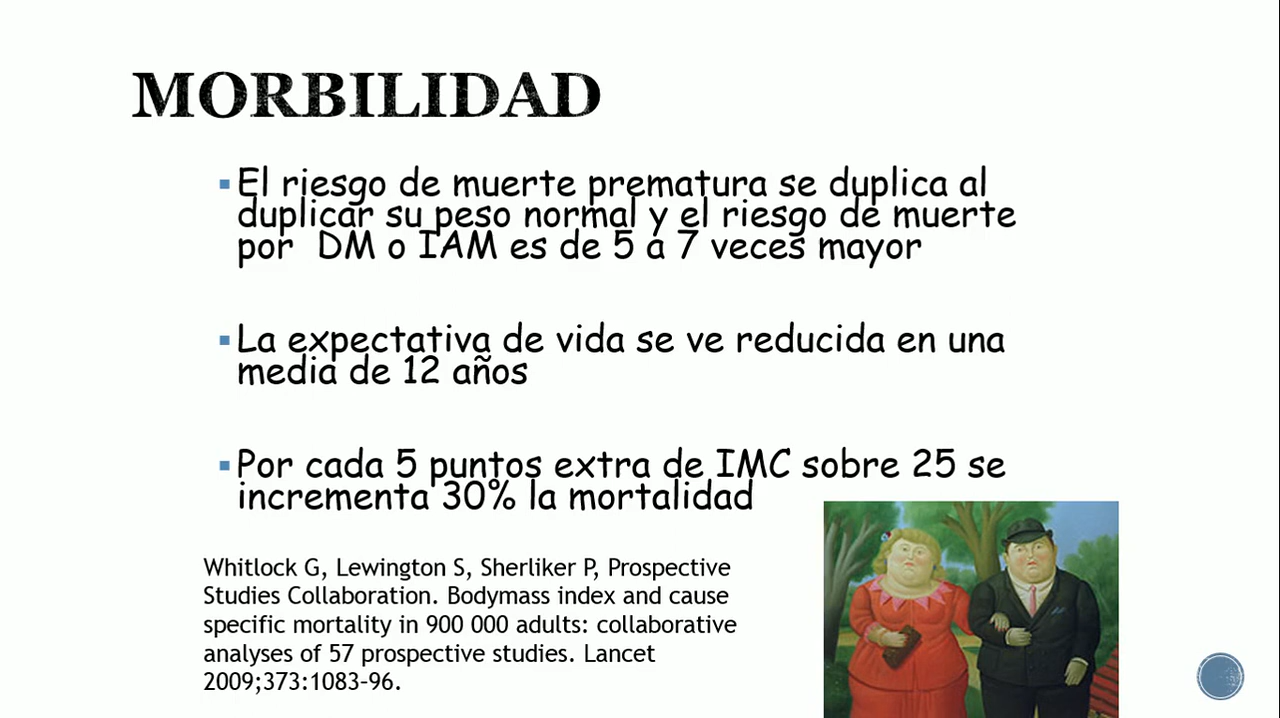 MORBILIDAD
El riesgo de muerte prematura se duplica al
duplicar su peso normal y el riesgo de muerte
por DM o IAM es de 5 a 7 veces mayor
La expectativa de vida se ve reducida en una
media de 12 años
Por cada 5 puntos extra de IMC sobre 25 se
incrementa 30% la mortalidad
Whitlock G, Lewington S, Sherliker P, Prospective
Studies Collaboration. Bodymass index and cause
specific mortality in 900 000 adults: collaborative
analyses of 57 prospective studies. Lancet
2009;373:1083-96.